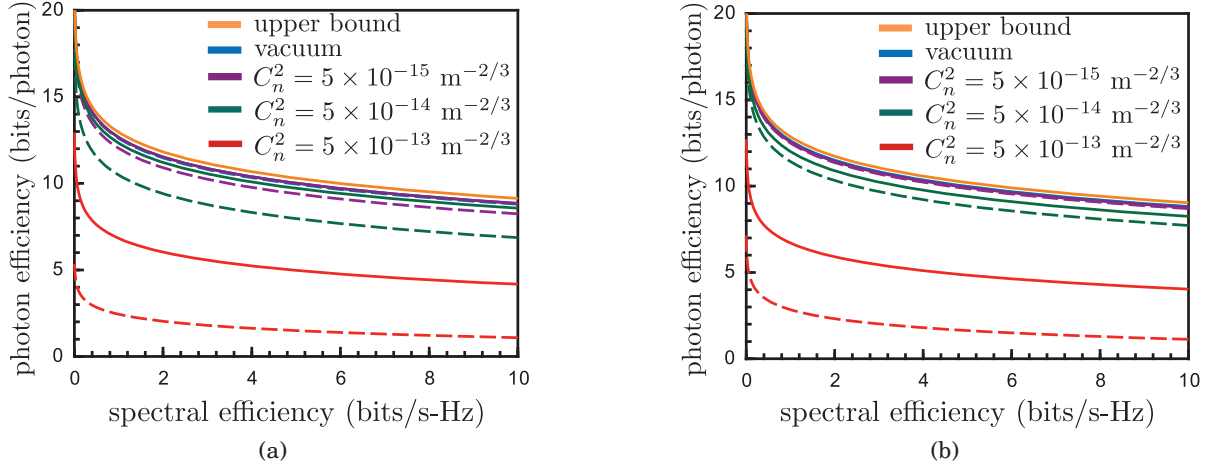 photon efficiency (bits/photon)
20
15
10
5
0
upper bound
vacuum
C_n^2 = 5 × 10^{−15} m^{−2/3}
C_n^2 = 5 × 10^{−14} m^{−2/3}
C_n^2 = 5 × 10^{−13} m^{−2/3}
0 2 4 6 8 10
spectral efficiency (bits/s-Hz)
(a)
photon efficiency (bits/photon)
20
15
10
5
0
upper bound
vacuum
C_n^2 = 5 × 10^{−15} m^{−2/3}
C_n^2 = 5 × 10^{−14} m^{−2/3}
C_n^2 = 5 × 10^{−13} m^{−2/3}
0 2 4 6 8 10
spectral efficiency (bits/s-Hz)
(b)